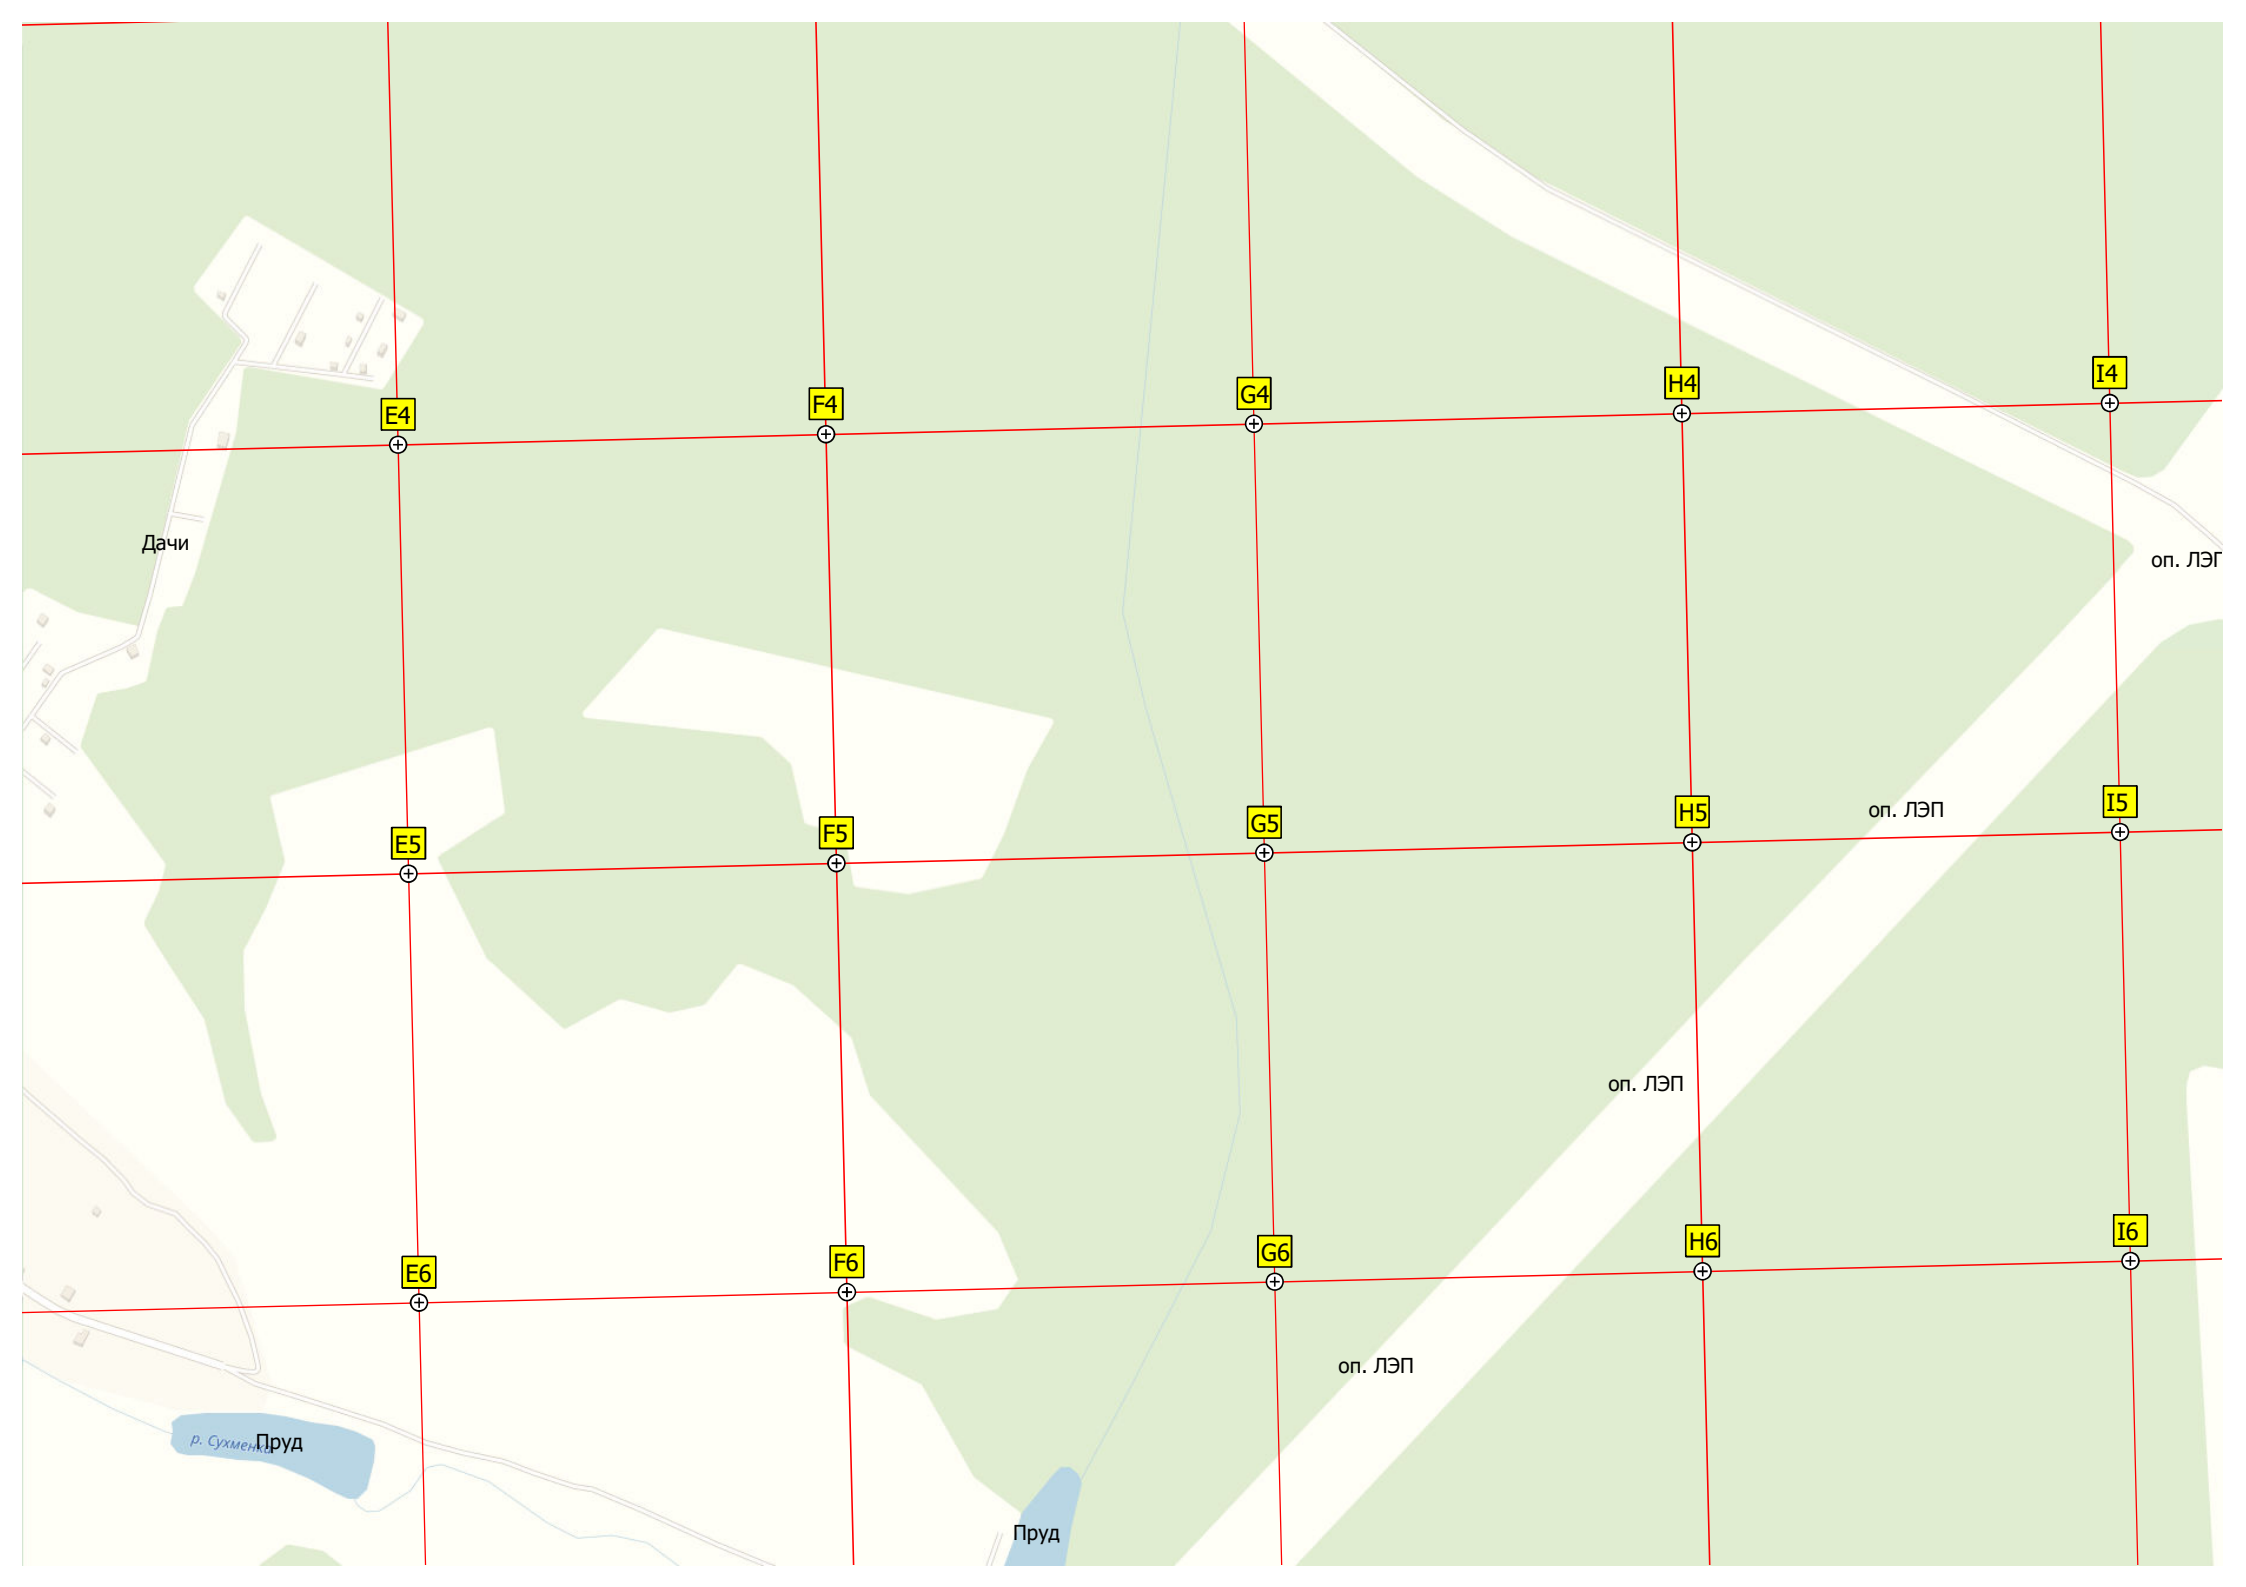 I4
H4
G4
F4
E4
Дачи
оп. ЛЭП
I5
оп. ЛЭП
H5
G5
F5
E5
оп. ЛЭП
I6
H6
G6
F6
E6
оп. ЛЭП
р. Сухменка
Пруд
Пруд